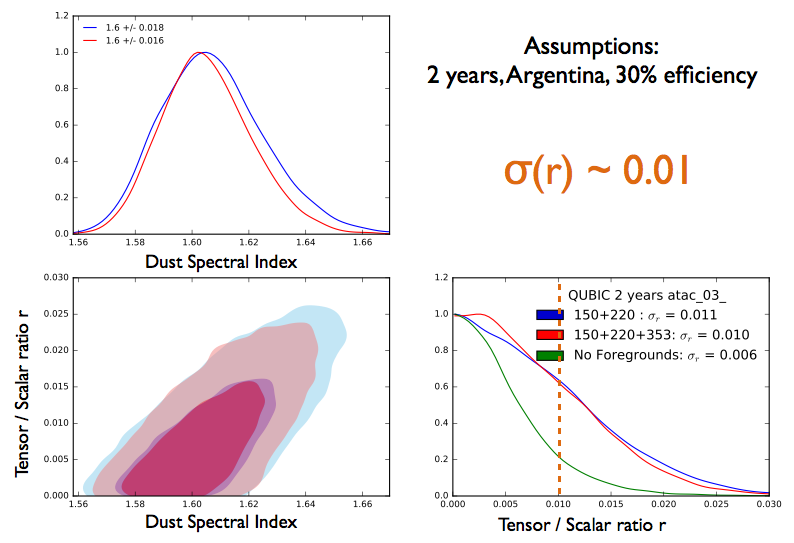 1.2
1.0
0.8
0.6
0.4
0.2
0.0
1.6 +/- 0.018
1.6 +/- 0.016
1.56 1.58 1.60 1.62 1.64 1.66
Dust Spectral Index
Assumptions:
2 years, Argentina, 30% efficiency
σ(r) ~ 0.01
Tensor / Scalar ratio r
0.030
0.025
0.020
0.015
0.010
0.005
0.000
1.56 1.58 1.60 1.62 1.64 1.66
Dust Spectral Index
1.2
1.0
0.8
0.6
0.4
0.2
0.0
QUBIC 2 years atac_03_
150+220 : σr = 0.011
150+220+353: σr = 0.010
No Foregrounds: σr = 0.006
0.000 0.005 0.010 0.015 0.020 0.025 0.030
Tensor / Scalar ratio r